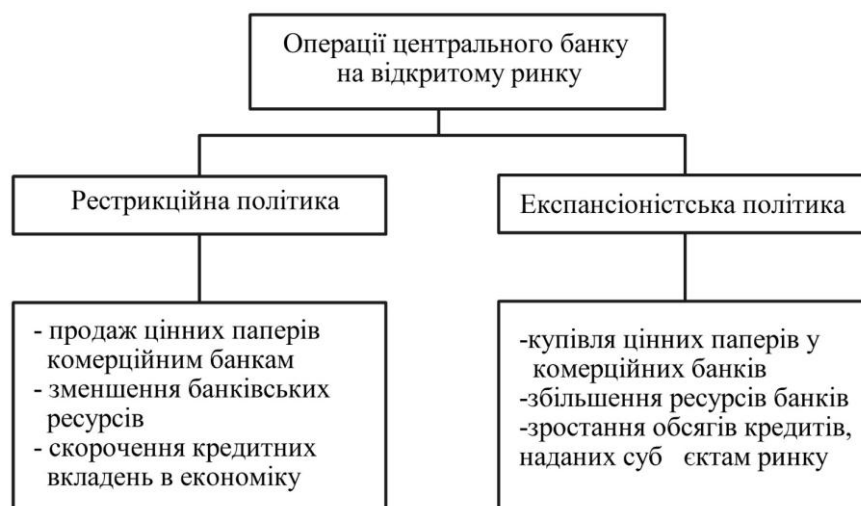 Операції центрального банку
на відкритому ринку
Рестрикційна політика
Експансіоністська політика
- продаж цінних паперів
комерційним банкам
- зменшення банківських
ресурсів
- скорочення кредитних
вкладень в економіку
-купівля цінних паперів у
комерційних банків
-збільшення ресурсів банків
-зростання обсягів кредитів,
наданих суб єктам ринку